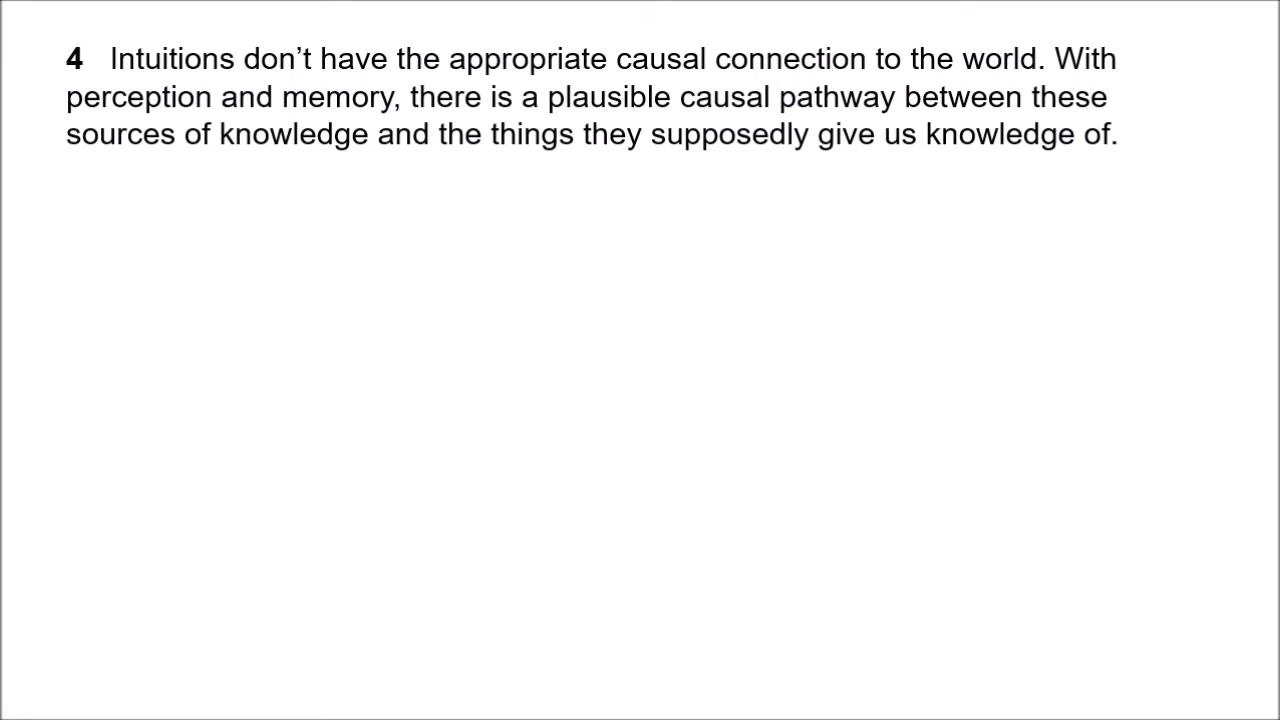 4 Intuitions don’t have the appropriate causal connection to the world. With
perception and memory, there is a plausible causal pathway between these
sources of knowledge and the things they supposedly give us knowledge of.